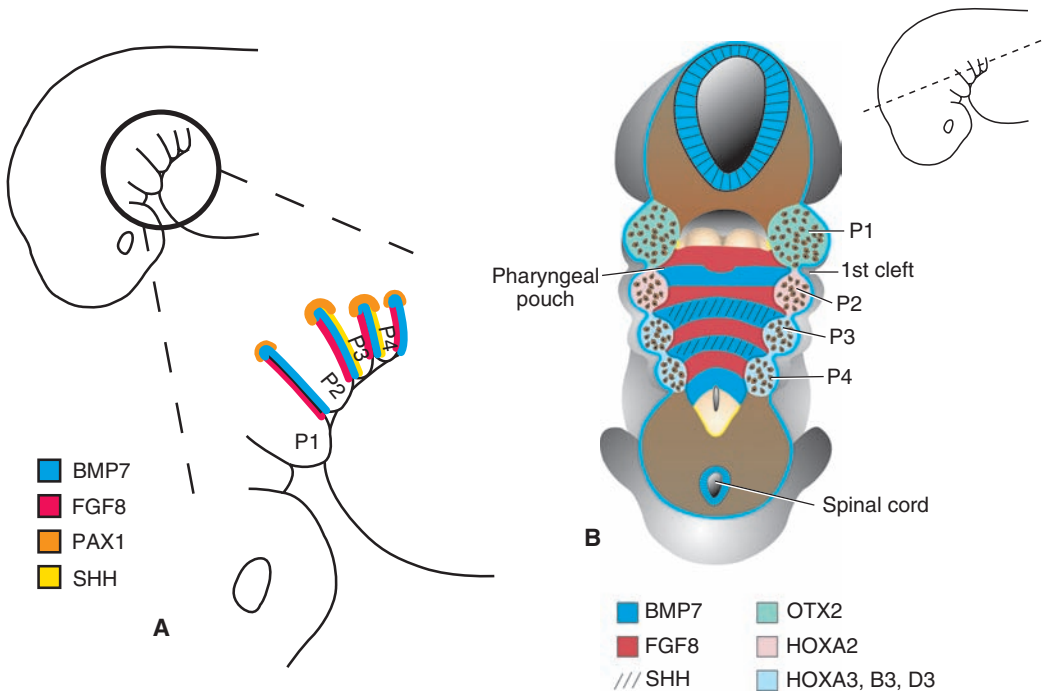 P1
P2
P3
P4
BMP7
FGF8
PAX1
SHH
A
Pharyngeal
pouch
P1
1st cleft
P2
P3
P4
Spinal cord
B
BMP7
FGF8
SHH
OTX2
HOXA2
HOXA3, B3, D3